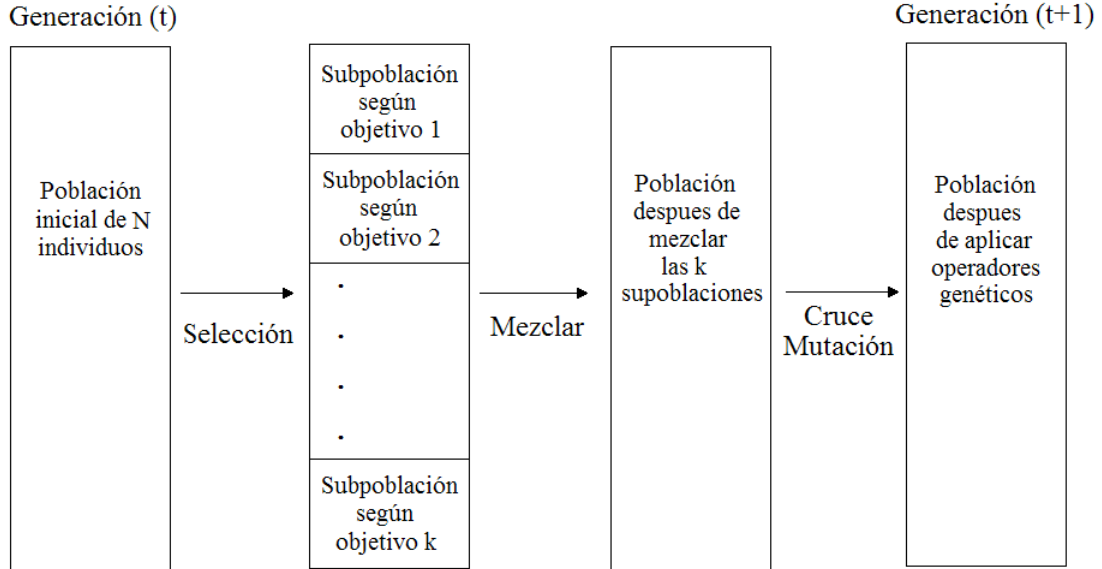 Generación (t)
Población
inicial de N
individuos
Selección
Subpoblación
según
objetivo 1
Subpoblación
según
objetivo 2
.
.
.
.
Subpoblación
según
objetivo k
Mezclar
Población
despues de
mezclar
las k
supoblaciones
Cruce
Mutación
Generación (t+1)
Población
despues
de aplicar
operadores
genéticos